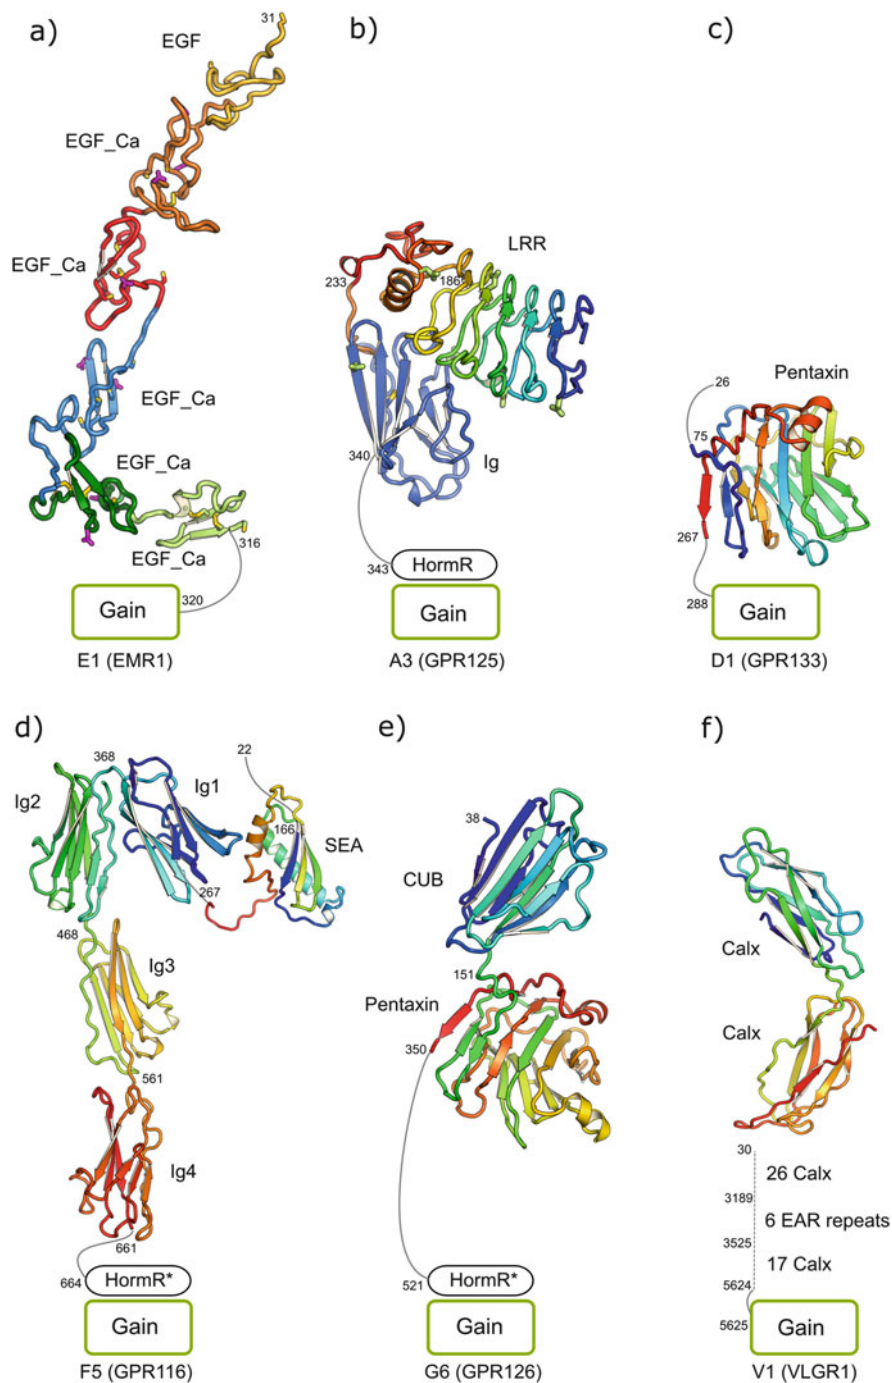 a)
31
EGF
EGF_Ca
EGF_Ca
EGF_Ca
EGF_Ca
EGF_Ca
316
320
Gain
E1 (EMR1)
b)
LRR
233
186
340
Ig
343
HormR
Gain
A3 (GPR125)
c)
26
Pentaxin
75
267
288
Gain
D1 (GPR133)
d)
22
368
Ig2
Ig1
166
SEA
267
468
Ig3
561
Ig4
661
664
HormR*
Gain
F5 (GPR116)
e)
38
CUB
151
Pentaxin
350
521
HormR*
Gain
G6 (GPR126)
f)
Calx
Calx
30
26 Calx
3189
6 EAR repeats
3525
17 Calx
5624
5625
Gain
V1 (VLGR1)